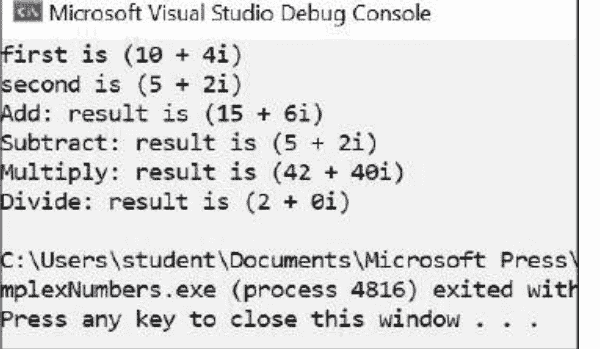 Microsoft Visual Studio Debug Console
first is (10 + 4i)
second is (5 + 2i)
Add: result is (15 + 6i)
Subtract: result is (5 + 2i)
Multiply: result is (42 + 40i)
Divide: result is (2 + 0i)
C:\Users\student\Documents\Microsoft Press\
mplexNumbers.exe (process 4816) exited with
Press any key to close this window . . .